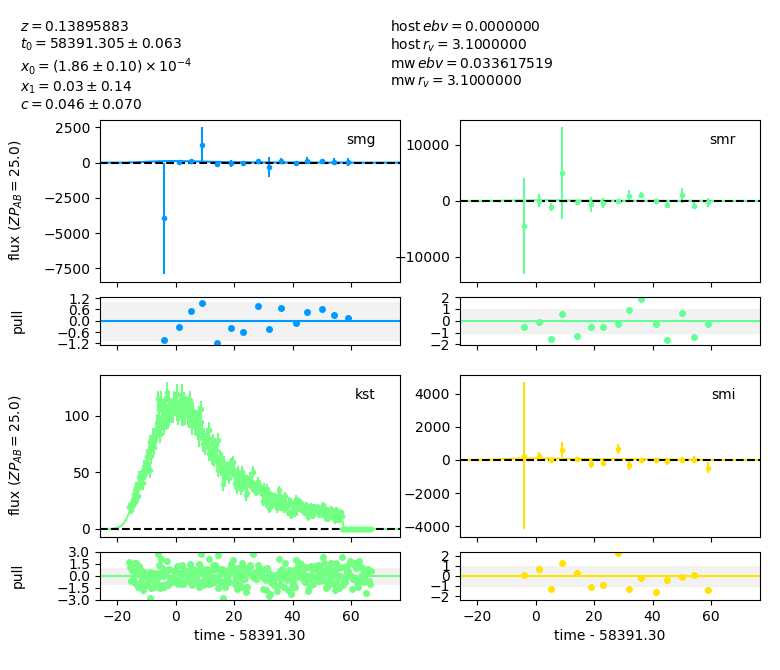 z = 0.13895883
t₀ = 58391.305 ± 0.063
x₀ = (1.86 ± 0.10) × 10⁻⁴
x₁ = 0.03 ± 0.14
c = 0.046 ± 0.070
host ebv = 0.0000000
host r_v = 3.1000000
mw ebv = 0.033617519
mw r_v = 3.1000000
flux (ZP_AB = 25.0)
2500
0
−2500
−5000
−7500
smg
10000
0
−10000
smr
pull
1.2
0.6
0.0
−0.6
−1.2
2
1
0
−1
−2
flux (ZP_AB = 25.0)
100
50
0
kst
4000
2000
0
−2000
−4000
smi
pull
3.0
1.5
0.0
−1.5
−3.0
2
1
0
−1
−2
−20 0 20 40 60
−20 0 20 40 60
time - 58391.30
time - 58391.30